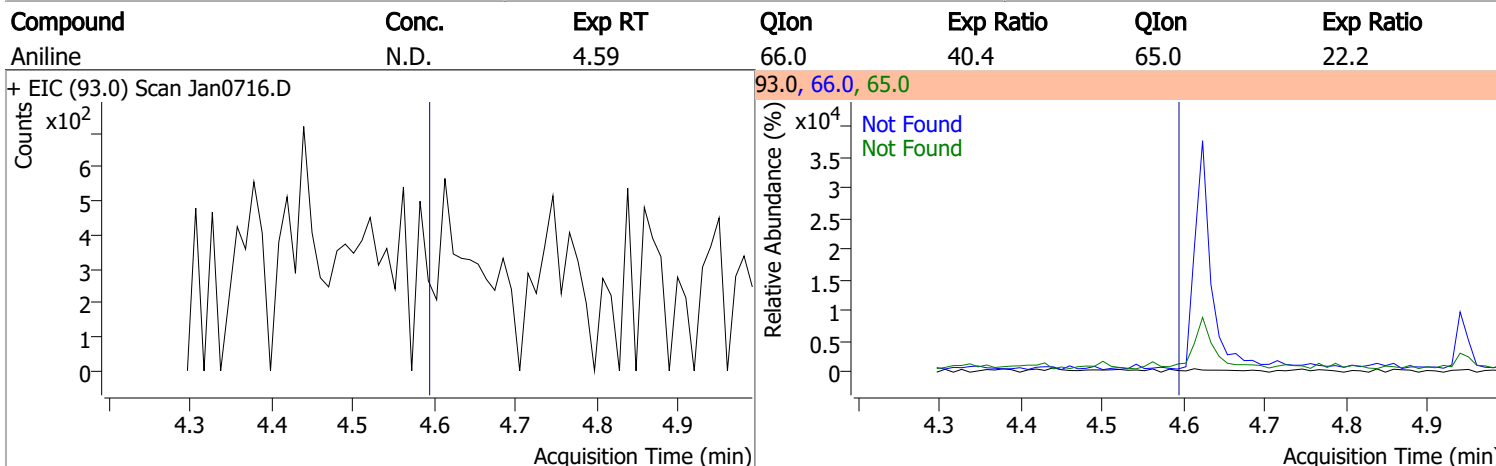 Compound Conc. Exp RT QIon Exp Ratio QIon Exp Ratio
Aniline N.D. 4.59 66.0 40.4 65.0 22.2
+ EIC (93.0) Scan Jan0716.D
Counts
x10²
6
5
4
3
2
1
0
4.3 4.4 4.5 4.6 4.7 4.8 4.9
Acquisition Time (min)
93.0, 66.0, 65.0
Relative Abundance (%)
x10⁴
Not Found
Not Found
3.5
3
2.5
2
1.5
1
0.5
0
4.3 4.4 4.5 4.6 4.7 4.8 4.9
Acquisition Time (min)